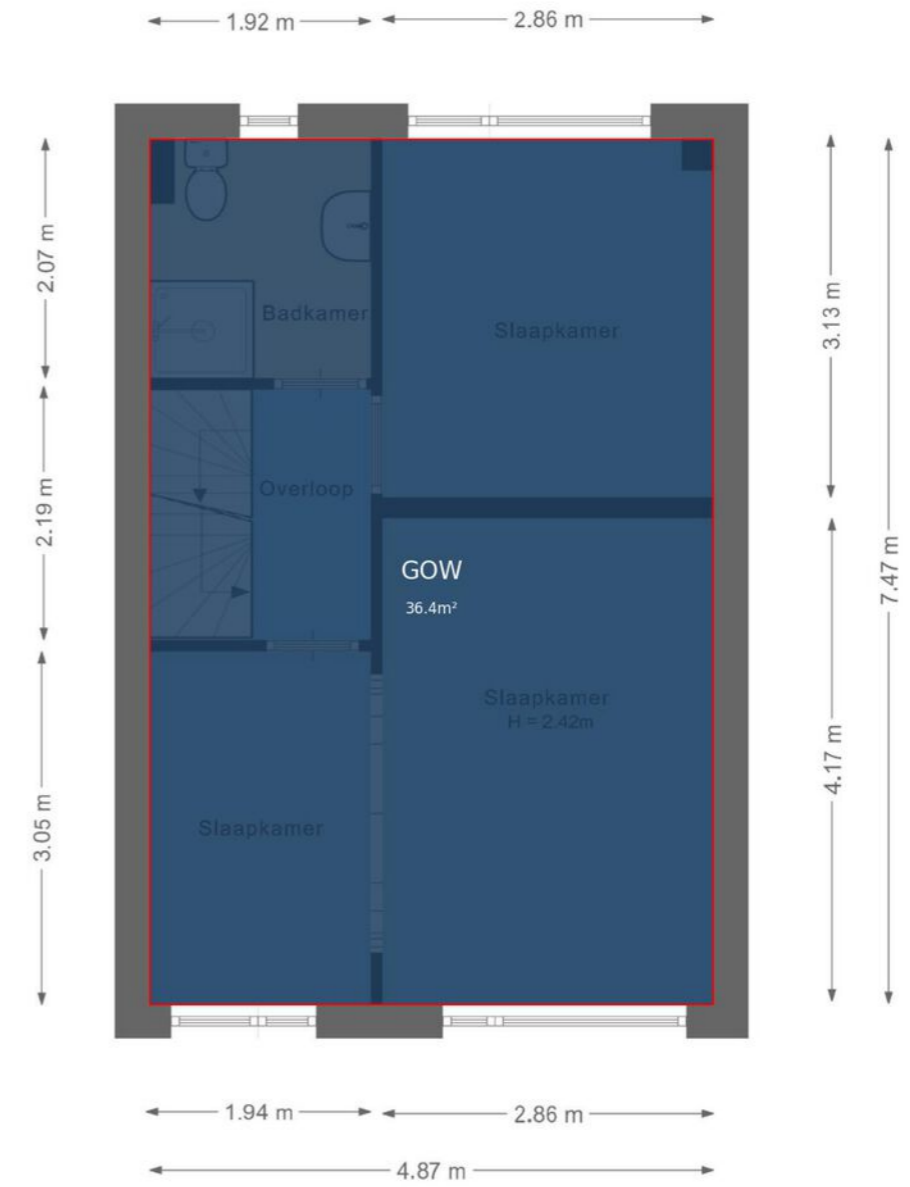 1.92 m
2.86 m
2.07 m
3.13 m
Badkamer
Slaapkamer
2.19 m
Overloop
7.47 m
GOW
36.4m²
Slaapkamer
H = 2.42m
4.17 m
3.05 m
Slaapkamer
1.94 m
2.86 m
4.87 m